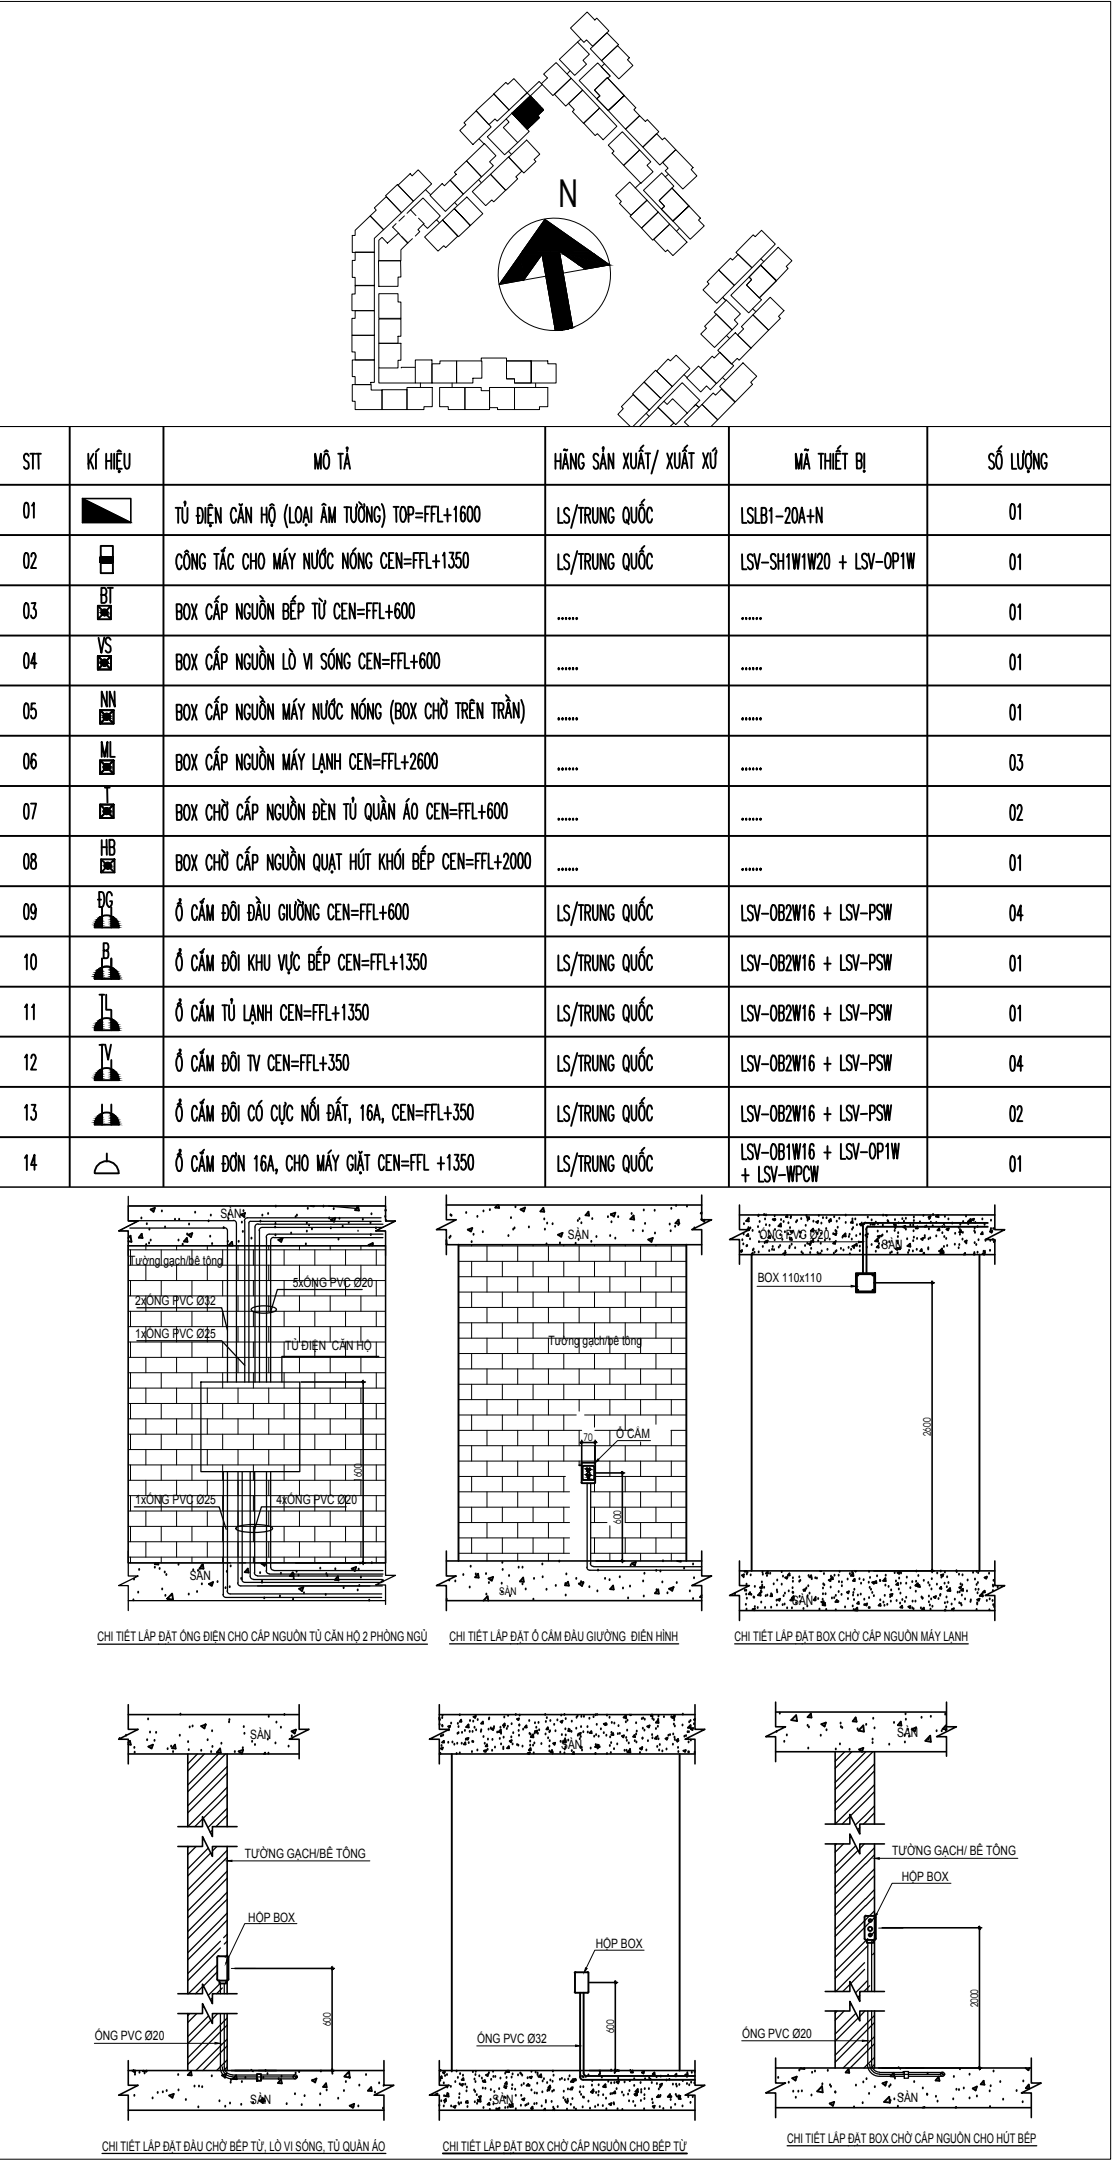 N
STT KÍ HIỆU MÔ TẢ HÃNG SẢN XUẤT/ XUẤT XỨ MÃ THIẾT BỊ SỐ LƯỢNG
01 TỦ ĐIỆN CĂN HỘ (LOẠI ÂM TƯỜNG) TOP=FFL+1600 LS/TRUNG QUỐC LSLB1-20A+N 01
02 CÔNG TẮC CHO MÁY NƯỚC NÓNG CEN=FFL+1350 LS/TRUNG QUỐC LSV-SH1W1W20 + LSV-OP1W 01
03 BT BOX CẤP NGUỒN BẾP TỪ CEN=FFL+600 ...... ...... 01
04 VS BOX CẤP NGUỒN LÒ VI SÓNG CEN=FFL+600 ...... ...... 01
05 NN BOX CẤP NGUỒN MÁY NƯỚC NÓNG (BOX CHỜ TRÊN TRẦN) ...... ...... 01
06 ML BOX CẤP NGUỒN MÁY LẠNH CEN=FFL+2600 ...... ...... 03
07 T BOX CHỜ CẤP NGUỒN ĐÈN TỦ QUẦN ÁO CEN=FFL+600 ...... ...... 02
08 HB BOX CHỜ CẤP NGUỒN QUẠT HÚT KHÓI BẾP CEN=FFL+2000 ...... ...... 01
09 ĐG Ổ CẮM ĐÔI ĐẦU GIƯỜNG CEN=FFL+600 LS/TRUNG QUỐC LSV-OB2W16 + LSV-PSW 04
10 B Ổ CẮM ĐÔI KHU VỰC BẾP CEN=FFL+1350 LS/TRUNG QUỐC LSV-OB2W16 + LSV-PSW 01
11 TL Ổ CẮM TỦ LẠNH CEN=FFL+1350 LS/TRUNG QUỐC LSV-OB2W16 + LSV-PSW 01
12 TV Ổ CẮM ĐÔI TV CEN=FFL+350 LS/TRUNG QUỐC LSV-OB2W16 + LSV-PSW 04
13 Ổ CẮM ĐÔI CÓ CỰC NỐI ĐẤT, 16A, CEN=FFL+350 LS/TRUNG QUỐC LSV-OB2W16 + LSV-PSW 02
14 Ổ CẮM ĐƠN 16A, CHO MÁY GIẶT CEN=FFL +1350 LS/TRUNG QUỐC LSV-OB1W16 + LSV-OP1W
+ LSV-WPCW 01
SÀN
Tường gạch/bê tông
5xỐNG PVC Ø20
2xỐNG PVC Ø32
1xỐNG PVC Ø25
TỦ ĐIỆN CĂN HỘ
1600
1xỐNG PVC Ø25
4xỐNG PVC Ø20
SÀN
CHI TIẾT LẮP ĐẶT ỐNG ĐIỆN CHO CẤP NGUỒN TỦ CĂN HỘ 2 PHÒNG NGỦ
SÀN
Tường gạch/bê tông
70
Ổ CẮM
600
SÀN
CHI TIẾT LẮP ĐẶT Ổ CẮM ĐẦU GIƯỜNG ĐIỂN HÌNH
ỐNG PVC Ø20
SÀN
BOX 110x110
2600
SÀN
CHI TIẾT LẮP ĐẶT BOX CHỜ CẤP NGUỒN MÁY LẠNH
SÀN
TƯỜNG GẠCH/BÊ TÔNG
HỘP BOX
600
ỐNG PVC Ø20
SÀN
CHI TIẾT LẮP ĐẶT ĐẦU CHỜ BẾP TỪ, LÒ VI SÓNG, TỦ QUẦN ÁO
SÀN
HỘP BOX
600
ỐNG PVC Ø32
SÀN
CHI TIẾT LẮP ĐẶT BOX CHỜ CẤP NGUỒN CHO BẾP TỪ
SÀN
TƯỜNG GẠCH/ BÊ TÔNG
HỘP BOX
2000
ỐNG PVC Ø20
SÀN
CHI TIẾT LẮP ĐẶT BOX CHỜ CẤP NGUỒN CHO HÚT BẾP